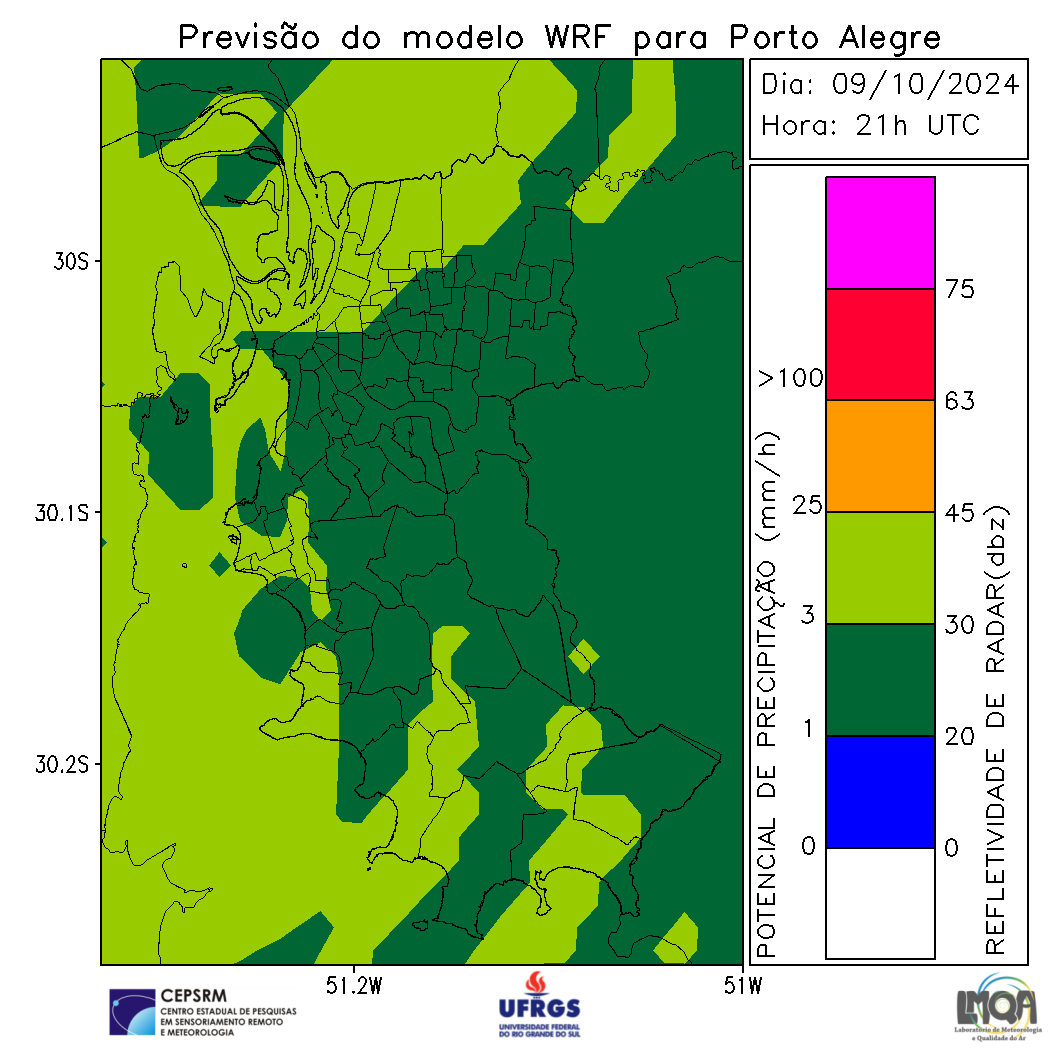 Previsão do modelo WRF para Porto Alegre
Dia: 09/10/2024
Hora: 21h UTC
30S
30.1S
30.2S
51.2W
51W
POTENCIAL DE PRECIPITAÇÃO (mm/h)
>100
25
3
1
0
75
63
45
30
20
0
REFLETIVIDADE DE RADAR(dbz)
CEPSRM
CENTRO ESTADUAL DE PESQUISAS
EM SENSORIAMENTO REMOTO
E METEOROLOGIA
UFRGS
UNIVERSIDADE FEDERAL
DO RIO GRANDE DO SUL
LMQA
Laboratório de Meteorologia
e Qualidade do Ar